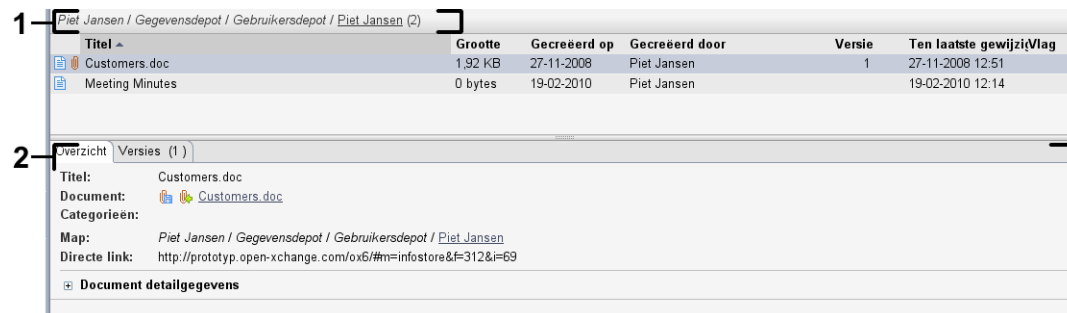 1 Piet Jansen / Gegevensdepot / Gebruikersdepot / Piet Jansen (2)
Titel Grootte Gecreëerd op Gecreëerd door Versie Ten laatste gewijzig Vlag
Customers.doc 1,92 KB 27-11-2008 Piet Jansen 1 27-11-2008 12:51
Meeting Minutes 0 bytes 19-02-2010 Piet Jansen 19-02-2010 12:14
2 Overzicht Versies (1)
Titel: Customers.doc
Document: Customers.doc
Categorieën:
Map: Piet Jansen / Gegevensdepot / Gebruikersdepot / Piet Jansen
Directe link: http://prototyp.open-xchange.com/ox6/#m=infostore&f=312&i=69
Document detailgegevens